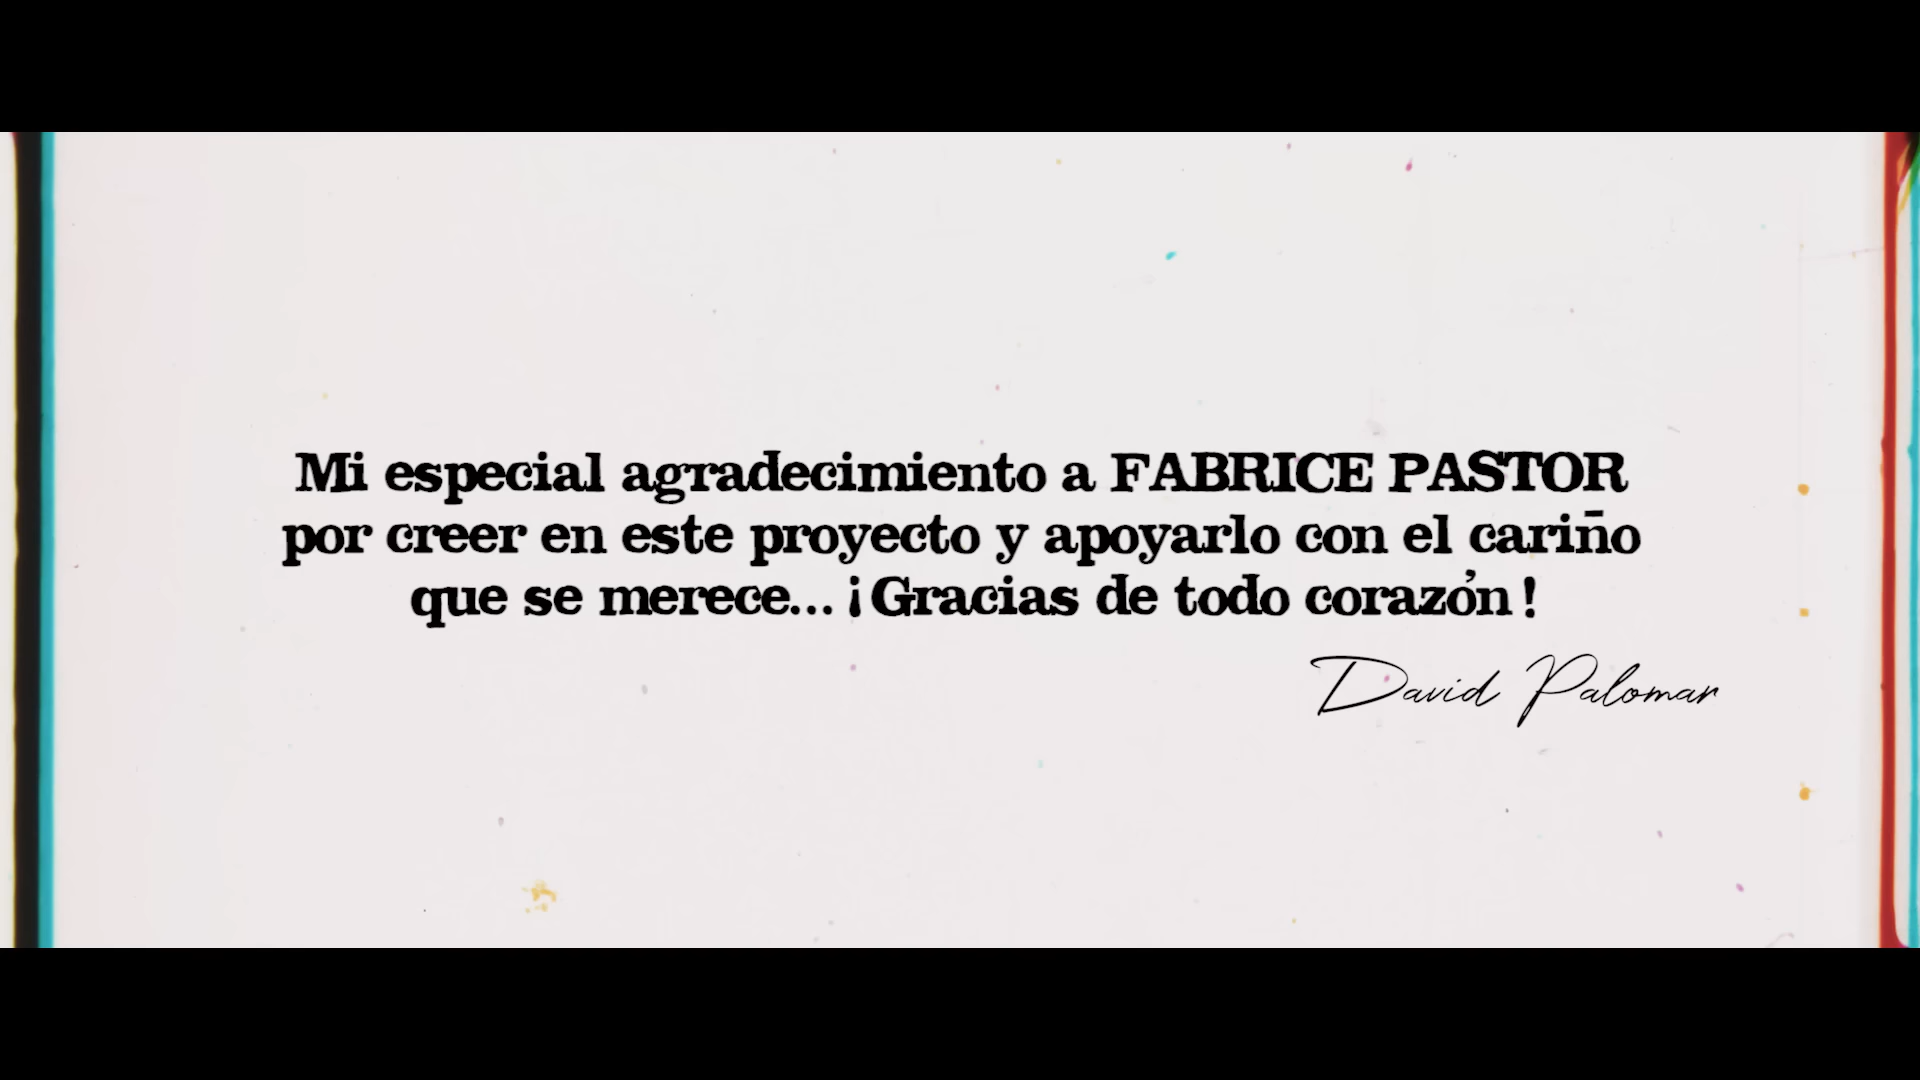 Mi especial agradecimiento a FABRICE PASTOR
por creer en este proyecto y apoyarlo con el cariño
que se merece... ¡Gracias de todo corazón!
David Palomar